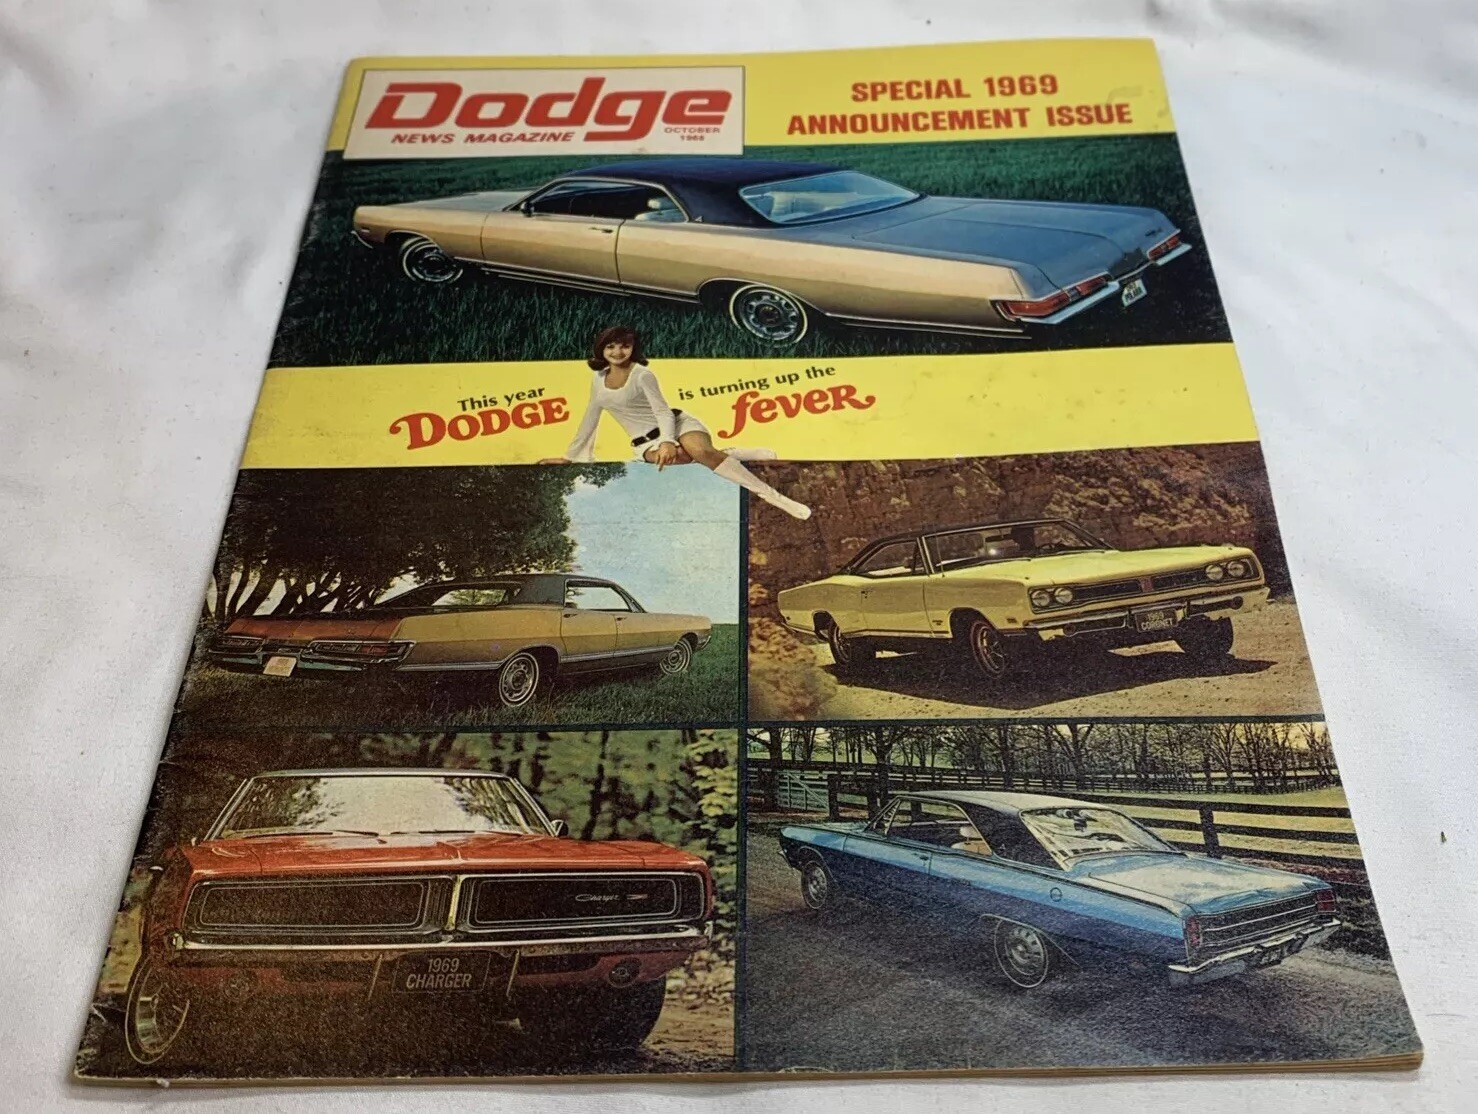 Dodge
NEWS MAGAZINE
OCTOBER
1968
SPECIAL 1969
ANNOUNCEMENT ISSUE
This year
DODGE
is turning up the
fever
1969
CORONET
Charger
1969
CHARGER